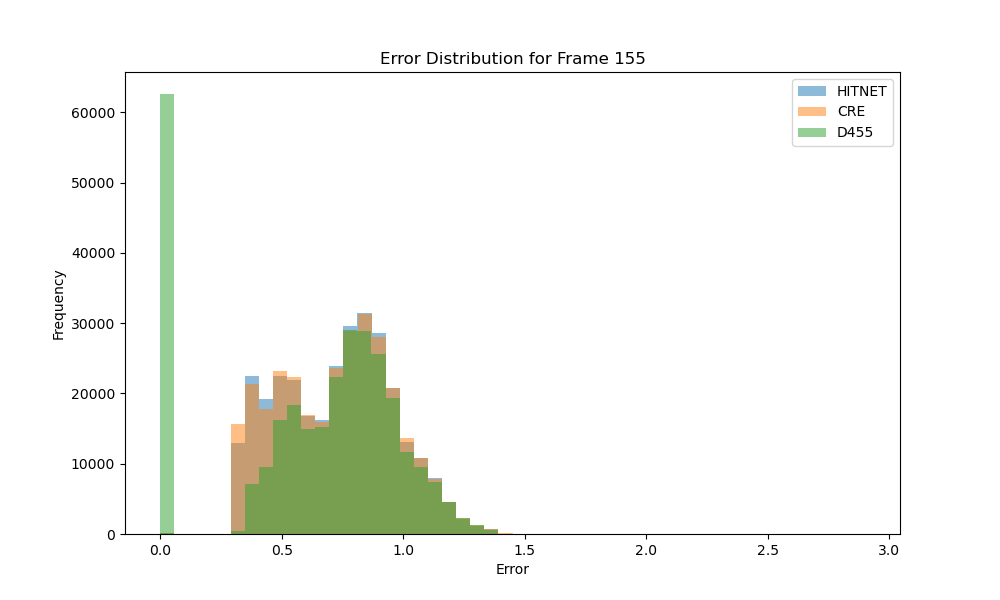 Error Distribution for Frame 155
HITNET
CRE
D455
60000
50000
40000
30000
20000
10000
0
Frequency
0.0 0.5 1.0 1.5 2.0 2.5 3.0
Error